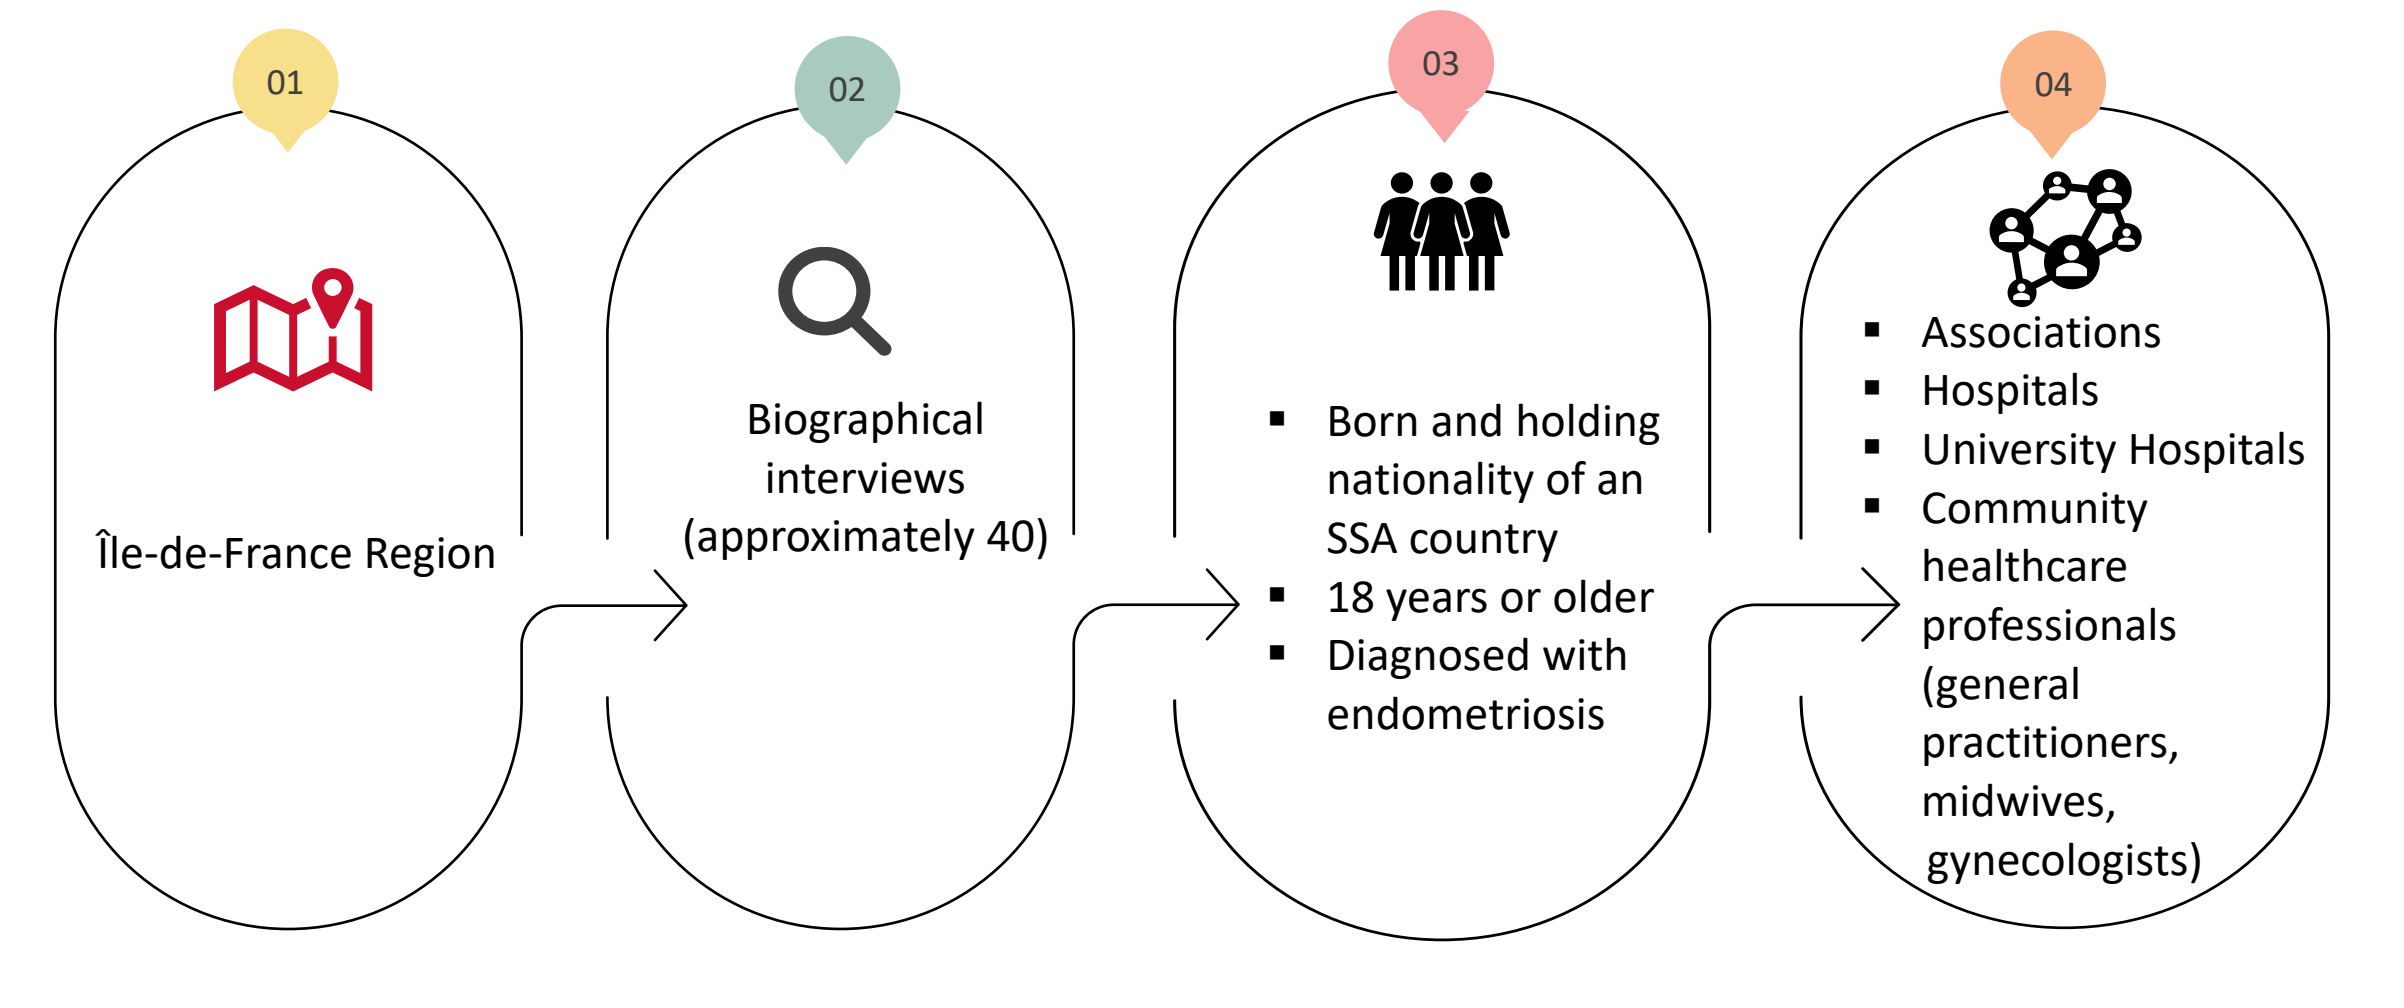 01
Île-de-France Region
02
Biographical
interviews
(approximately 40)
03
▪ Born and holding
nationality of an
SSA country
▪ 18 years or older
▪ Diagnosed with
endometriosis
04
▪ Associations
▪ Hospitals
▪ University Hospitals
▪ Community
healthcare
professionals
(general
practitioners,
midwives,
gynecologists)